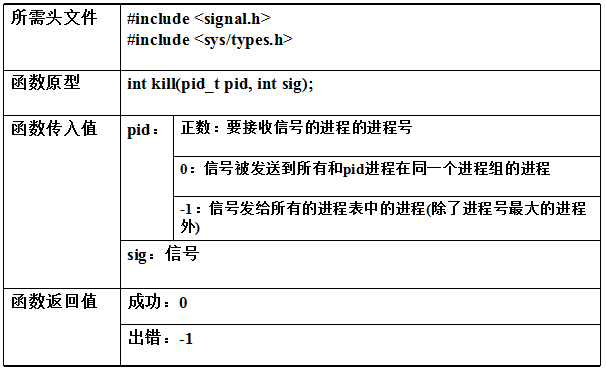 所需头文件
#include <signal.h>
#include <sys/types.h>
函数原型
int kill(pid_t pid, int sig);
函数传入值
pid：
正数：要接收信号的进程的进程号
0：信号被发送到所有和pid进程在同一个进程组的进程
-1：信号发给所有的进程表中的进程(除了进程号最大的进程
外)
sig：信号
函数返回值
成功：0
出错：-1